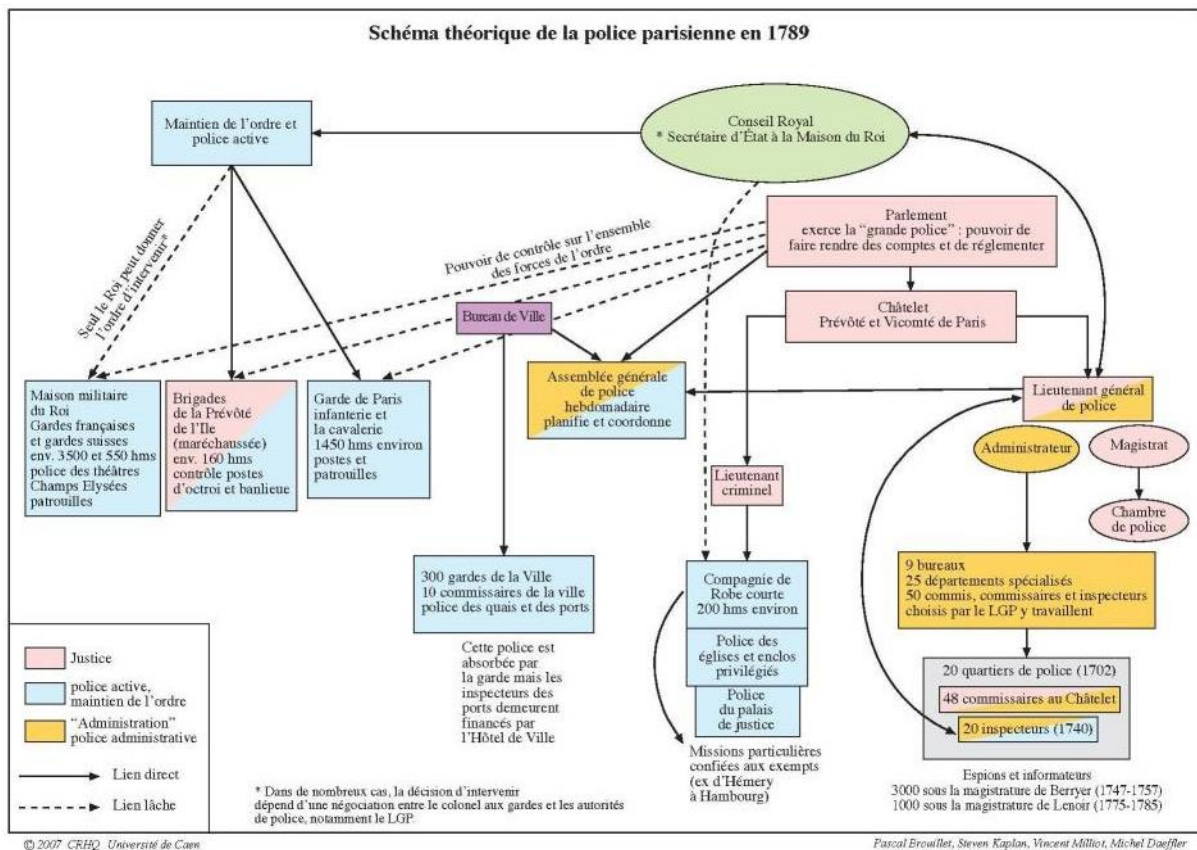 Schéma théorique de la police parisienne en 1789
Maintien de l'ordre et
police active
Conseil Royal
* Secrétaire d'État à la Maison du Roi
Seul le Roi peut donner
l'ordre d'intervenir*
Pouvoir de contrôle sur l'ensemble
des forces de l'ordre
Parlement
exerce la "grande police" : pouvoir de
faire rendre des comptes et de réglementer
Bureau de Ville
Châtelet
Prévôté et Vicomté de Paris
Maison militaire
du Roi
Gardes françaises
et gardes suisses
env. 3500 et 550 hms
police des théâtres
Champs Elysées
patrouilles
Brigades
de la Prévôté
de l'Ile
(maréchaussée)
env. 160 hms
contrôle postes
d'octroi et banlieue
Garde de Paris
infanterie et
la cavalerie
1450 hms environ
postes et
patrouilles
Assemblée générale
de police
hebdomadaire
planifie et coordonne
Lieutenant général
de police
Administrateur
Magistrat
Chambre
de police
Lieutenant
criminel
300 gardes de la Ville
10 commissaires de la ville
police des quais et des ports
Cette police est
absorbée par
la garde mais les
inspecteurs des
ports demeurent
financés par
l'Hôtel de Ville
Compagnie de
Robe courte
200 hms environ
Police des
églises et enclos
privilégiés
Police
du palais
de justice
Missions particulières
confiées aux exempts
(ex d'Hémery
à Hambourg)
9 bureaux
25 départements spécialisés
50 commis, commissaires et inspecteurs
choisis par le LGP y travaillent
20 quartiers de police (1702)
48 commissaires au Châtelet
20 inspecteurs (1740)
Espions et informateurs
3000 sous la magistrature de Berryer (1747-1757)
1000 sous la magistrature de Lenoir (1775-1785)
Justice
police active,
maintien de l'ordre
"Administration"
police administrative
Lien direct
Lien lâche
* Dans de nombreux cas, la décision d'intervenir
dépend d'une négociation entre le colonel aux gardes et les autorités
de police, notamment le LGP
© 2007 CRHQ Université de Caen
Pascal Brouillet, Steven Kaplan, Vincent Milliot, Michel Daeffler